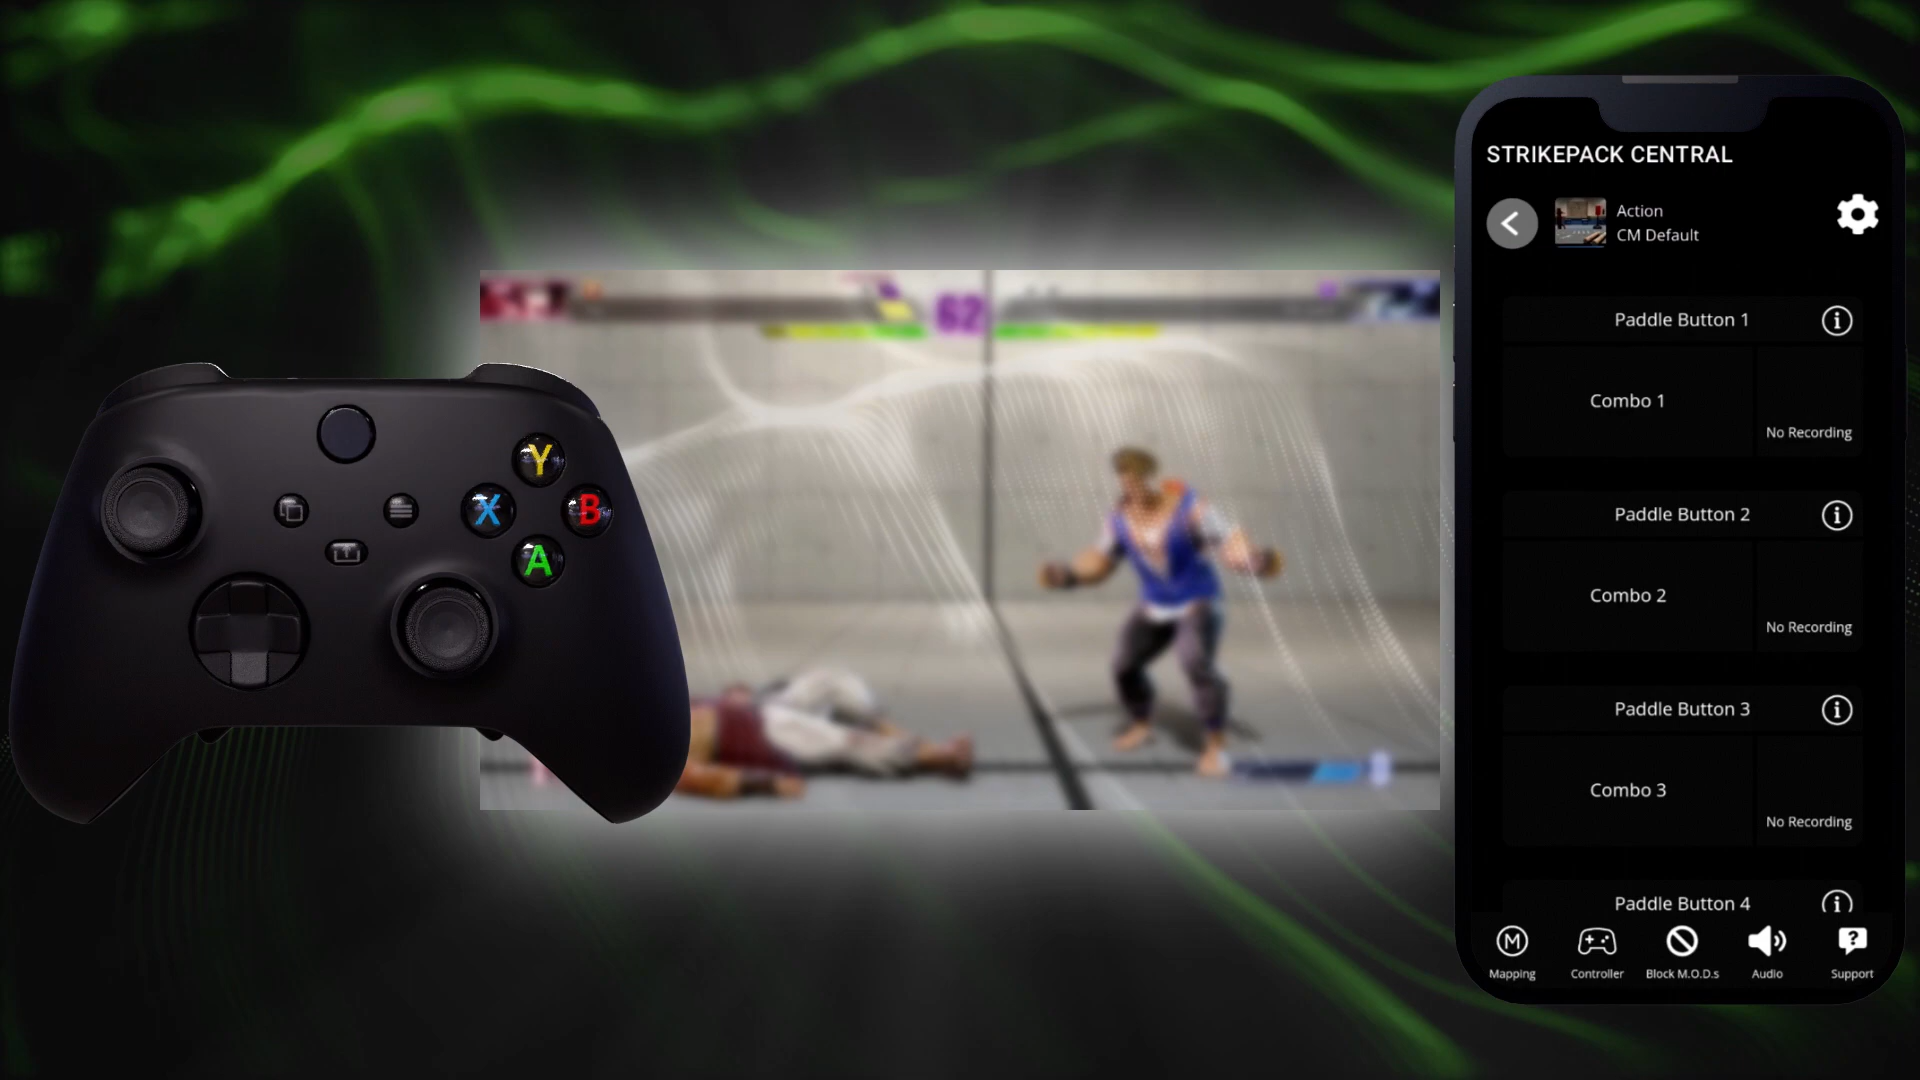 62
Y
X
B
A
STRIKEPACK CENTRAL
Action
CM Default
Paddle Button 1
Combo 1
No Recording
Paddle Button 2
Combo 2
No Recording
Paddle Button 3
Combo 3
No Recording
Paddle Button 4
M
Mapping
Controller
Block M.O.D.s
Audio
?
Support